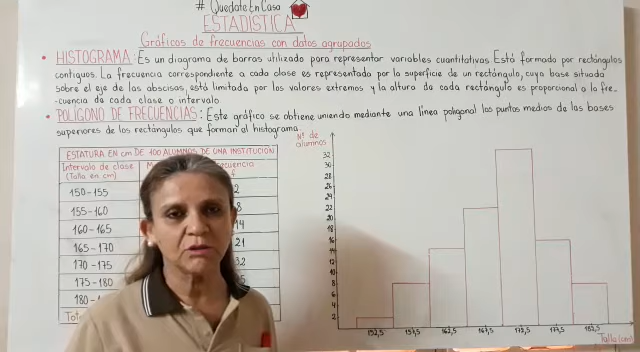 # QuedateEnCasa
ESTADÍSTICA
Gráficos de frecuencias con datos agrupados
• HISTOGRAMA: Es un diagrama de barras utilizado para representar variables cuantitativas. Está formado por rectángulos
contiguos. La frecuencia correspondiente a cada clase es representado por la superficie de un rectángulo, cuya base situada
sobre el eje de las abscisas, está limitada por los valores extremos y la altura de cada rectángulo es proporcional a la fre-
-cuencia de cada clase o intervalo.
• POLÍGONO DE FRECUENCIAS: Este gráfico se obtiene uniendo mediante una línea poligonal los puntos medios de las bases
superiores de los rectángulos que forman al histograma.
ESTATURA EN cm DE 100 ALUMNOS DE UNA INSTITUCIÓN
Intervalo de clase
(Talla en cm)
150-155 2
155-160 8
160-165 14
165-170 21
170-175 32
175-180
180-
Nº de
alumnos
32
30
28
26
24
22
20
18
16
14
12
10
8
6
4
2
152,5 157,5 162,5 167,5 172,5 177,5 182,5
Talla (cm)